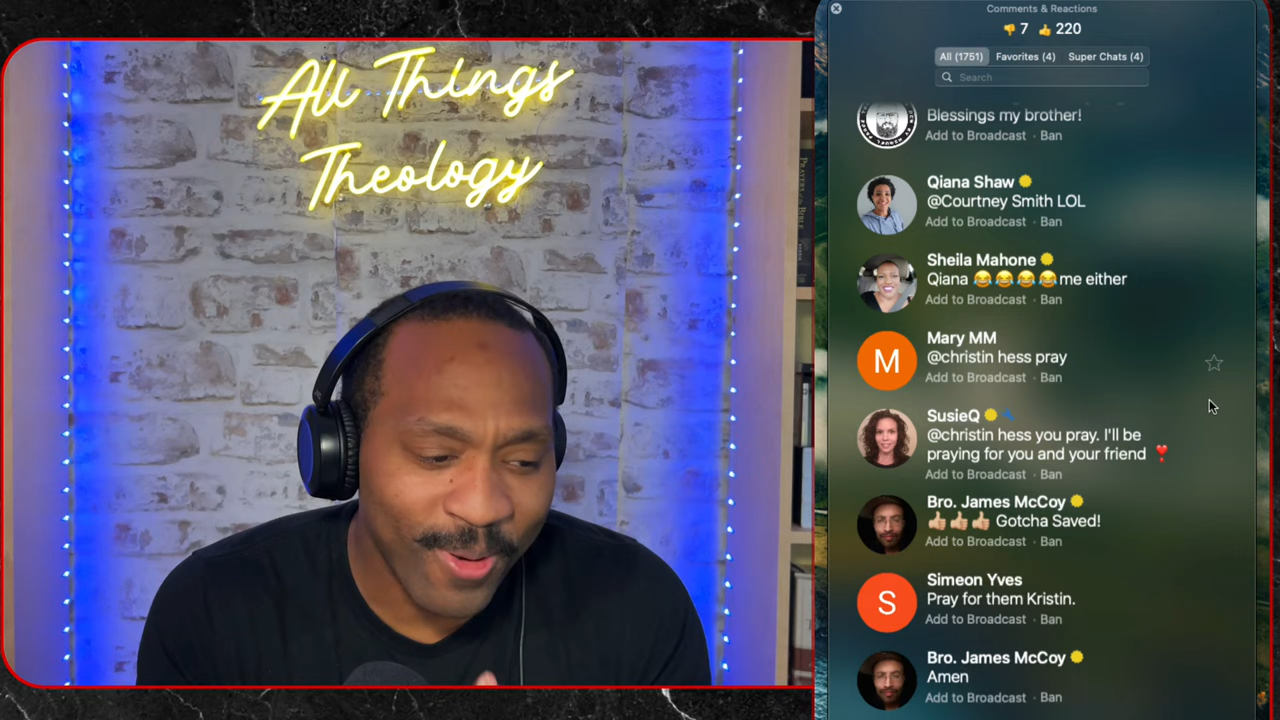 All Things
Theology
Comments & Reactions
👎 7 👍 220
All (1751) Favorites (4) Super Chats (4)
Search
Blessings my brother!
Add to Broadcast · Ban
Qiana Shaw
@Courtney Smith LOL
Add to Broadcast · Ban
Sheila Mahone
Qiana 😂😂😂😂me either
Add to Broadcast · Ban
M
Mary MM
@christin hess pray
Add to Broadcast · Ban
SusieQ
@christin hess you pray. I'll be
praying for you and your friend ❣️
Add to Broadcast · Ban
Bro. James McCoy
👍🏼👍🏼👍🏼 Gotcha Saved!
Add to Broadcast · Ban
S
Simeon Yves
Pray for them Kristin.
Add to Broadcast · Ban
Bro. James McCoy
Amen
Add to Broadcast · Ban